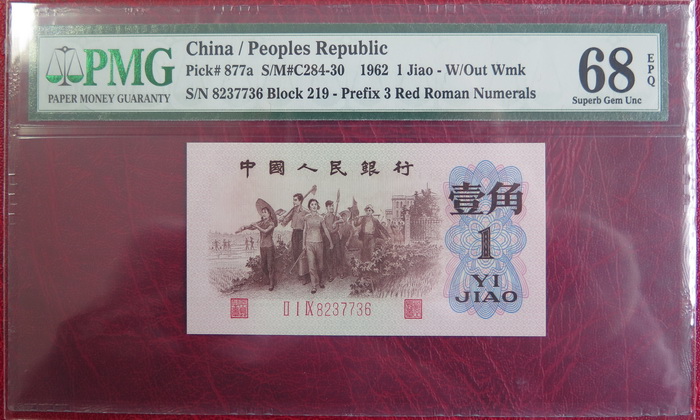 PMG
PAPER MONEY GUARANTY
China / Peoples Republic
Pick# 877a S/M#C284-30 1962 1 Jiao - W/Out Wmk
S/N 8237736 Block 219 - Prefix 3 Red Roman Numerals
68 EPQ
Superb Gem Unc
中國人民銀行
壹角
1
YI
JIAO
II I IX 8237736